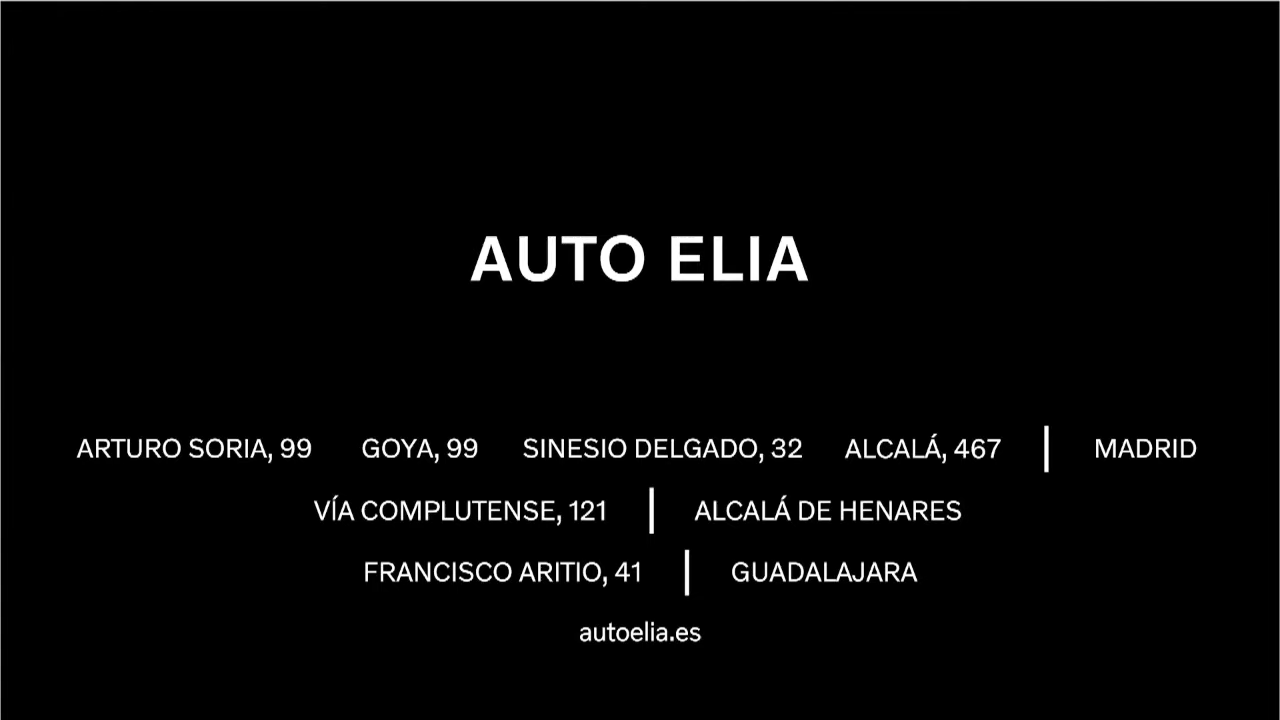 AUTO ELIA
ARTURO SORIA, 99 GOYA, 99 SINESIO DELGADO, 32 ALCALÁ, 467 | MADRID
VÍA COMPLUTENSE, 121 | ALCALÁ DE HENARES
FRANCISCO ARITIO, 41 | GUADALAJARA
autoelia.es